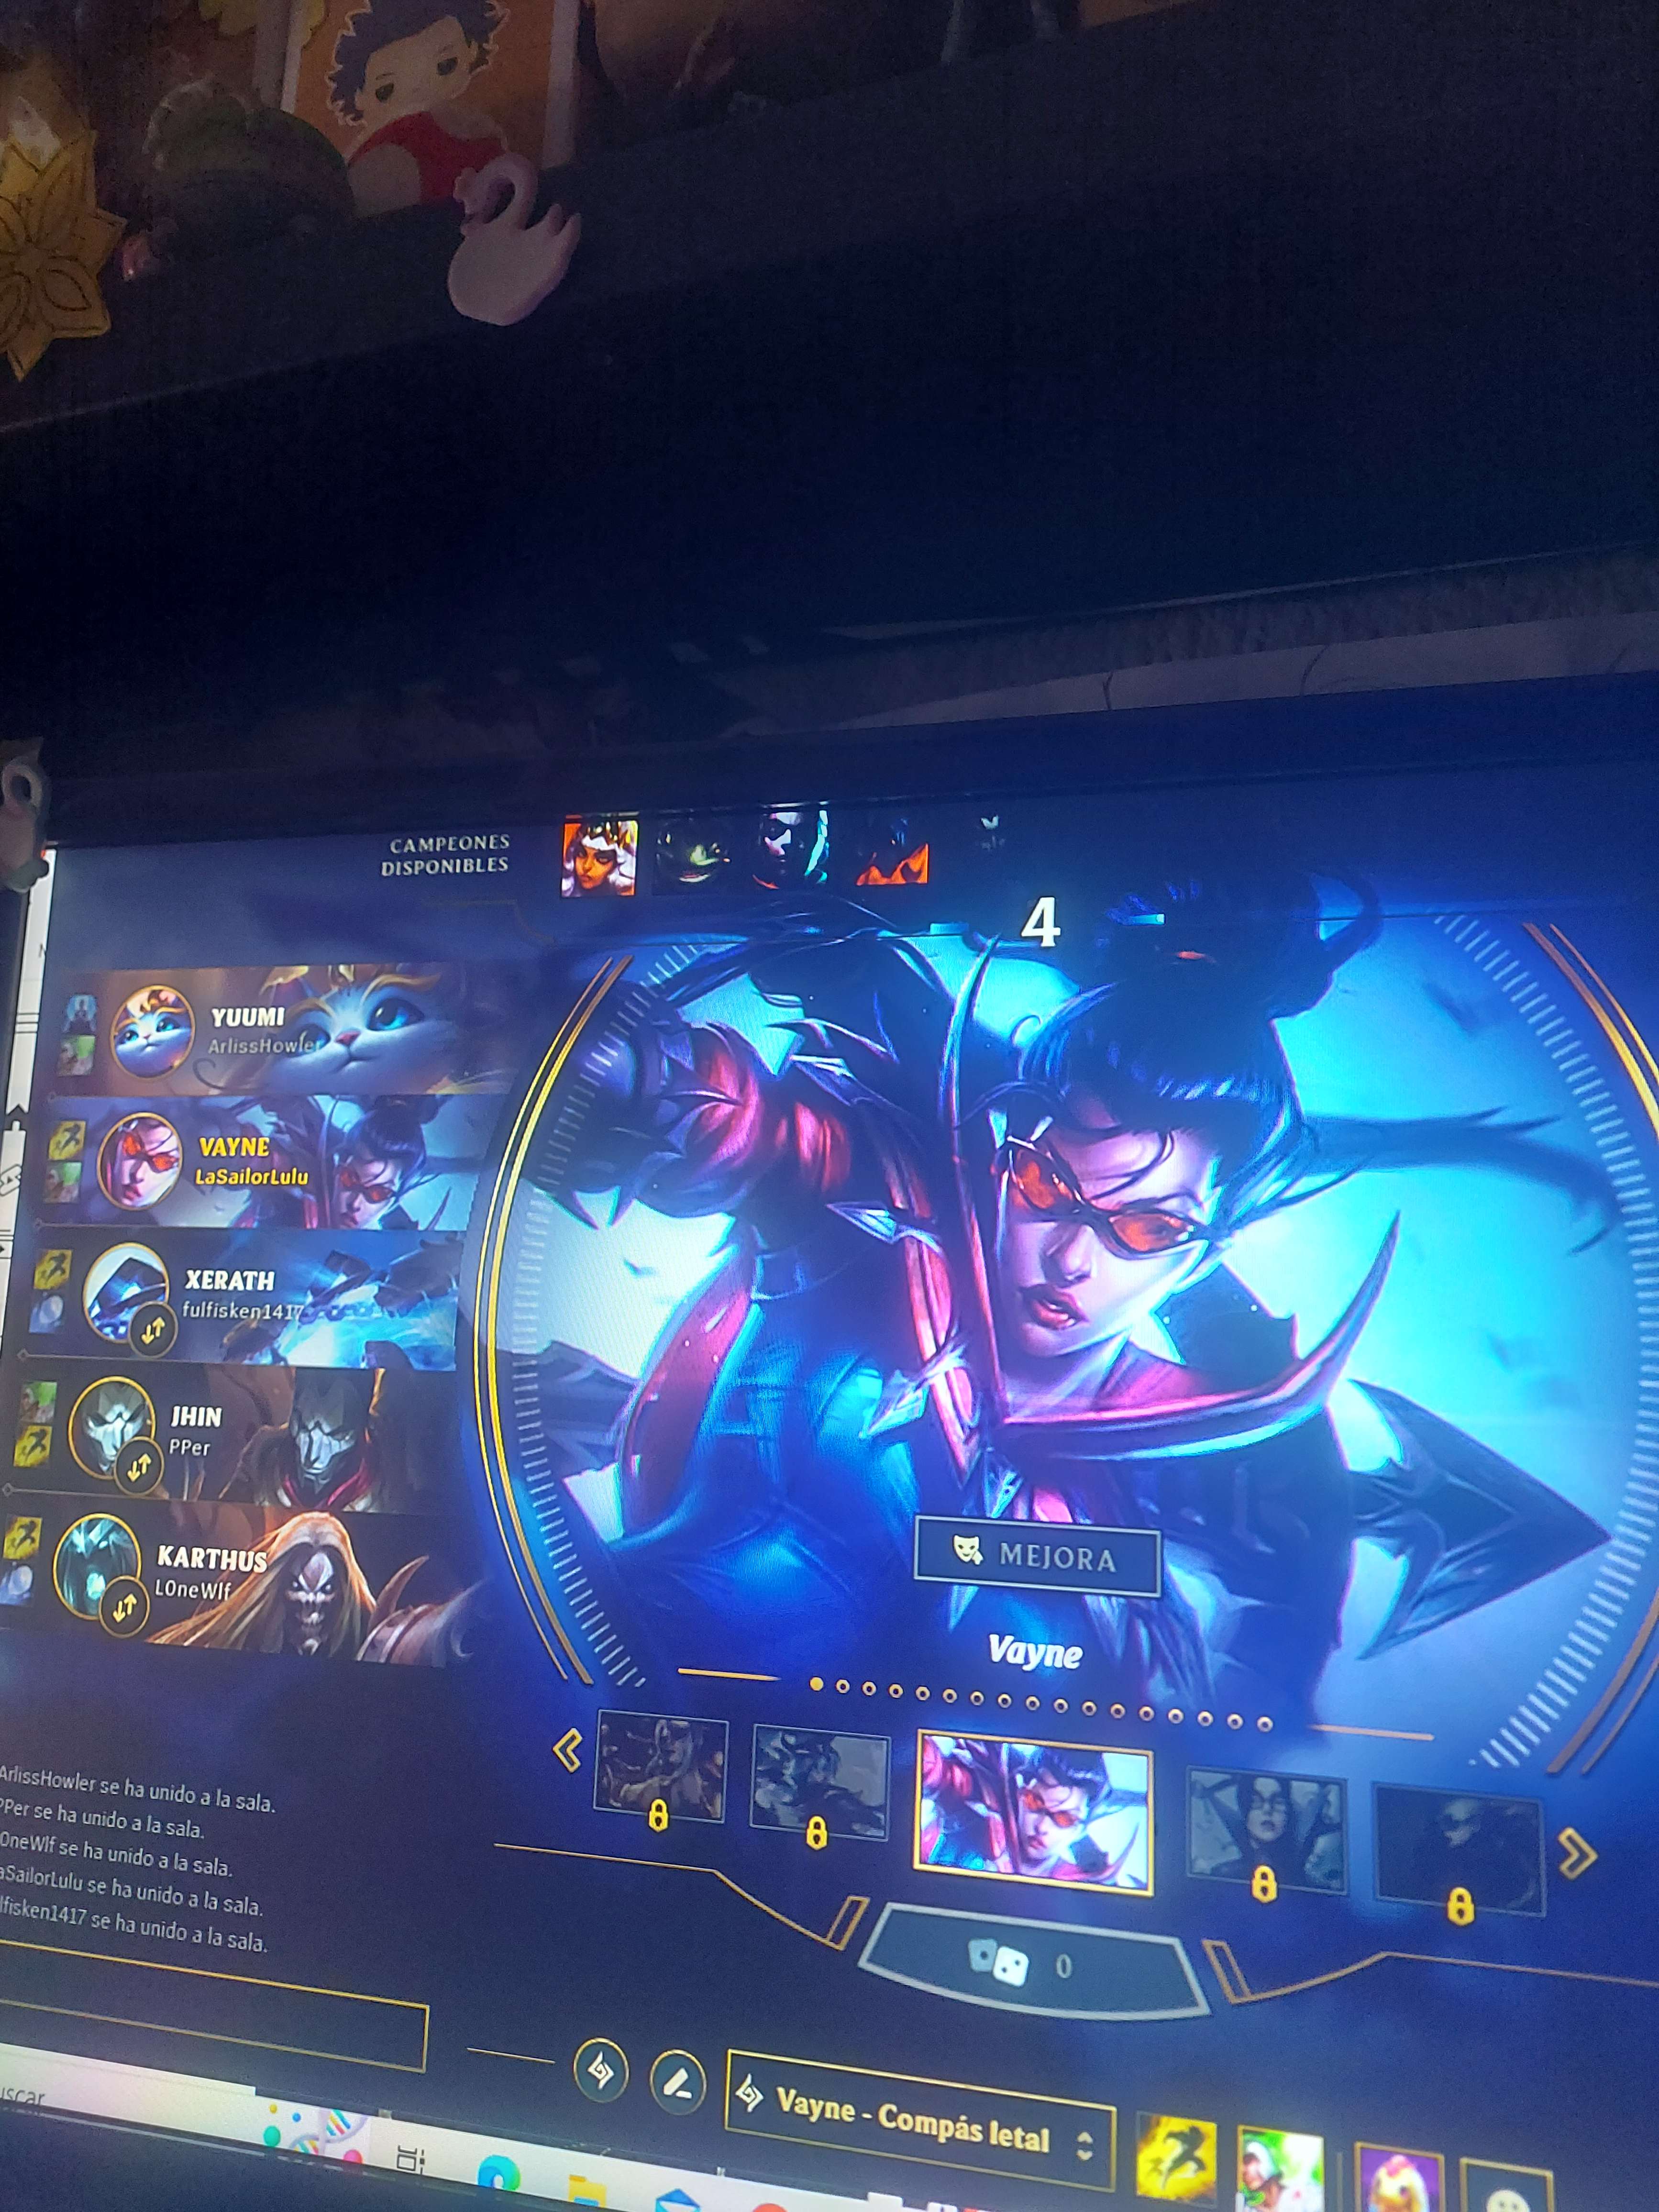 CAMPEONES
DISPONIBLES
4
YUUMI
ArlissHowler
VAYNE
LaSailorLulu
XERATH
fulfisken1417
JHIN
PPer
KARTHUS
L0neWlf
MEJORA
Vayne
ArlissHowler se ha unido a la sala.
PPer se ha unido a la sala.
0neWlf se ha unido a la sala.
aSailorLulu se ha unido a la sala.
lfisken1417 se ha unido a la sala.
0
Vayne - Compás letal
uscar